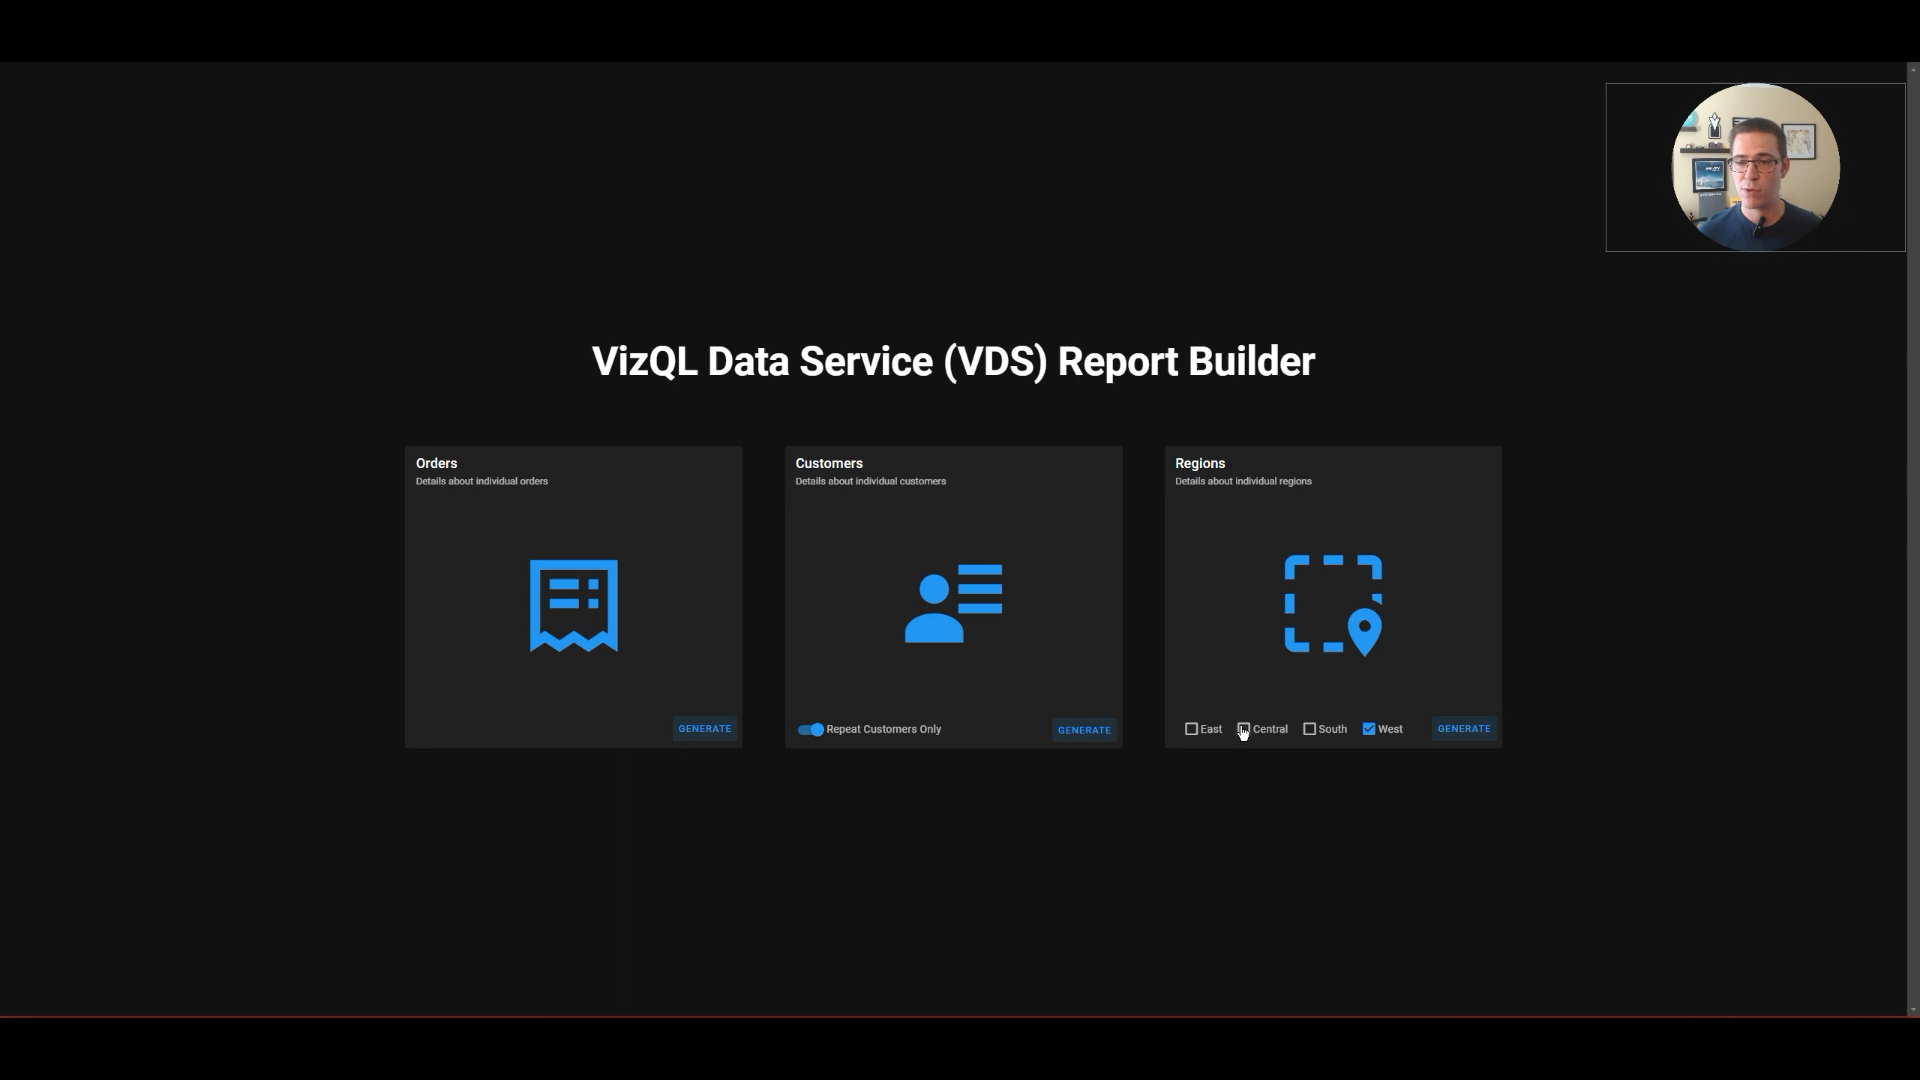 VizQL Data Service (VDS) Report Builder
Orders
Details about individual orders
GENERATE
Customers
Details about individual customers
Repeat Customers Only
GENERATE
Regions
Details about individual regions
East
Central
South
West
GENERATE